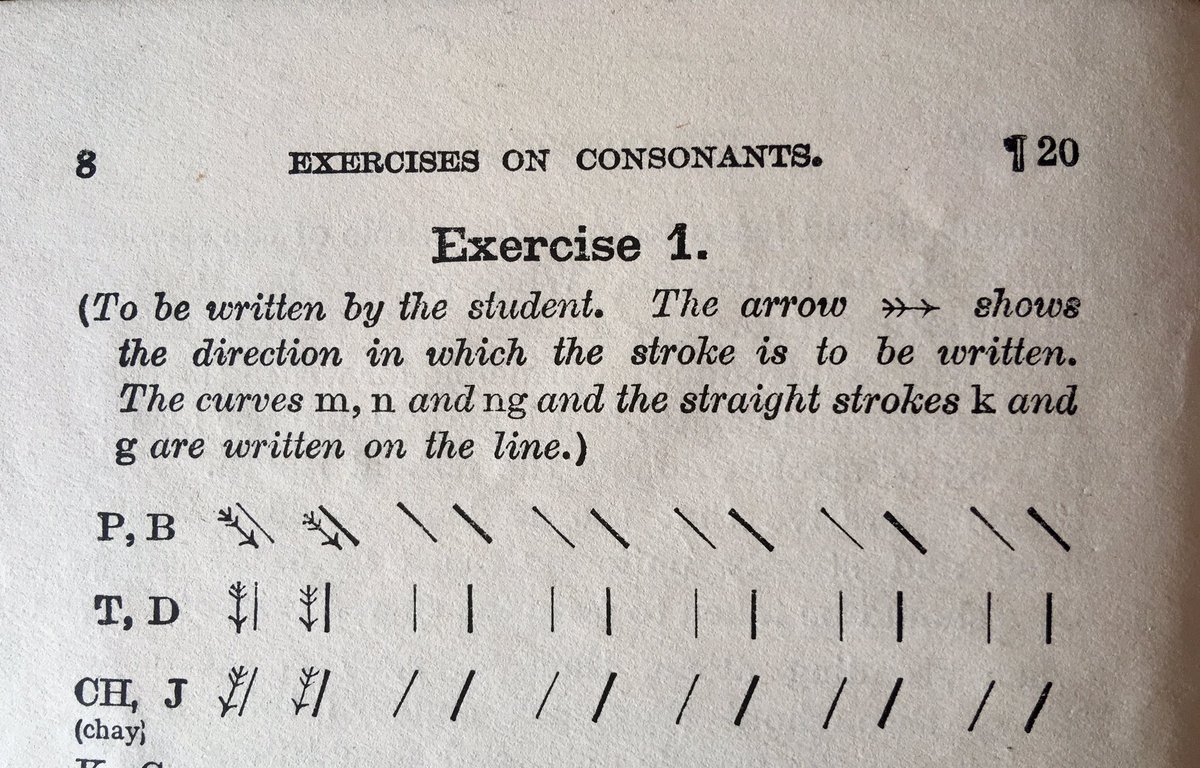 8 EXERCISES ON CONSONANTS. ¶ 20
Exercise 1.
(To be written by the student. The arrow shows
the direction in which the stroke is to be written.
The curves m, n and ng and the straight strokes k and
g are written on the line.)
P, B
T, D
CH, J
(chay)